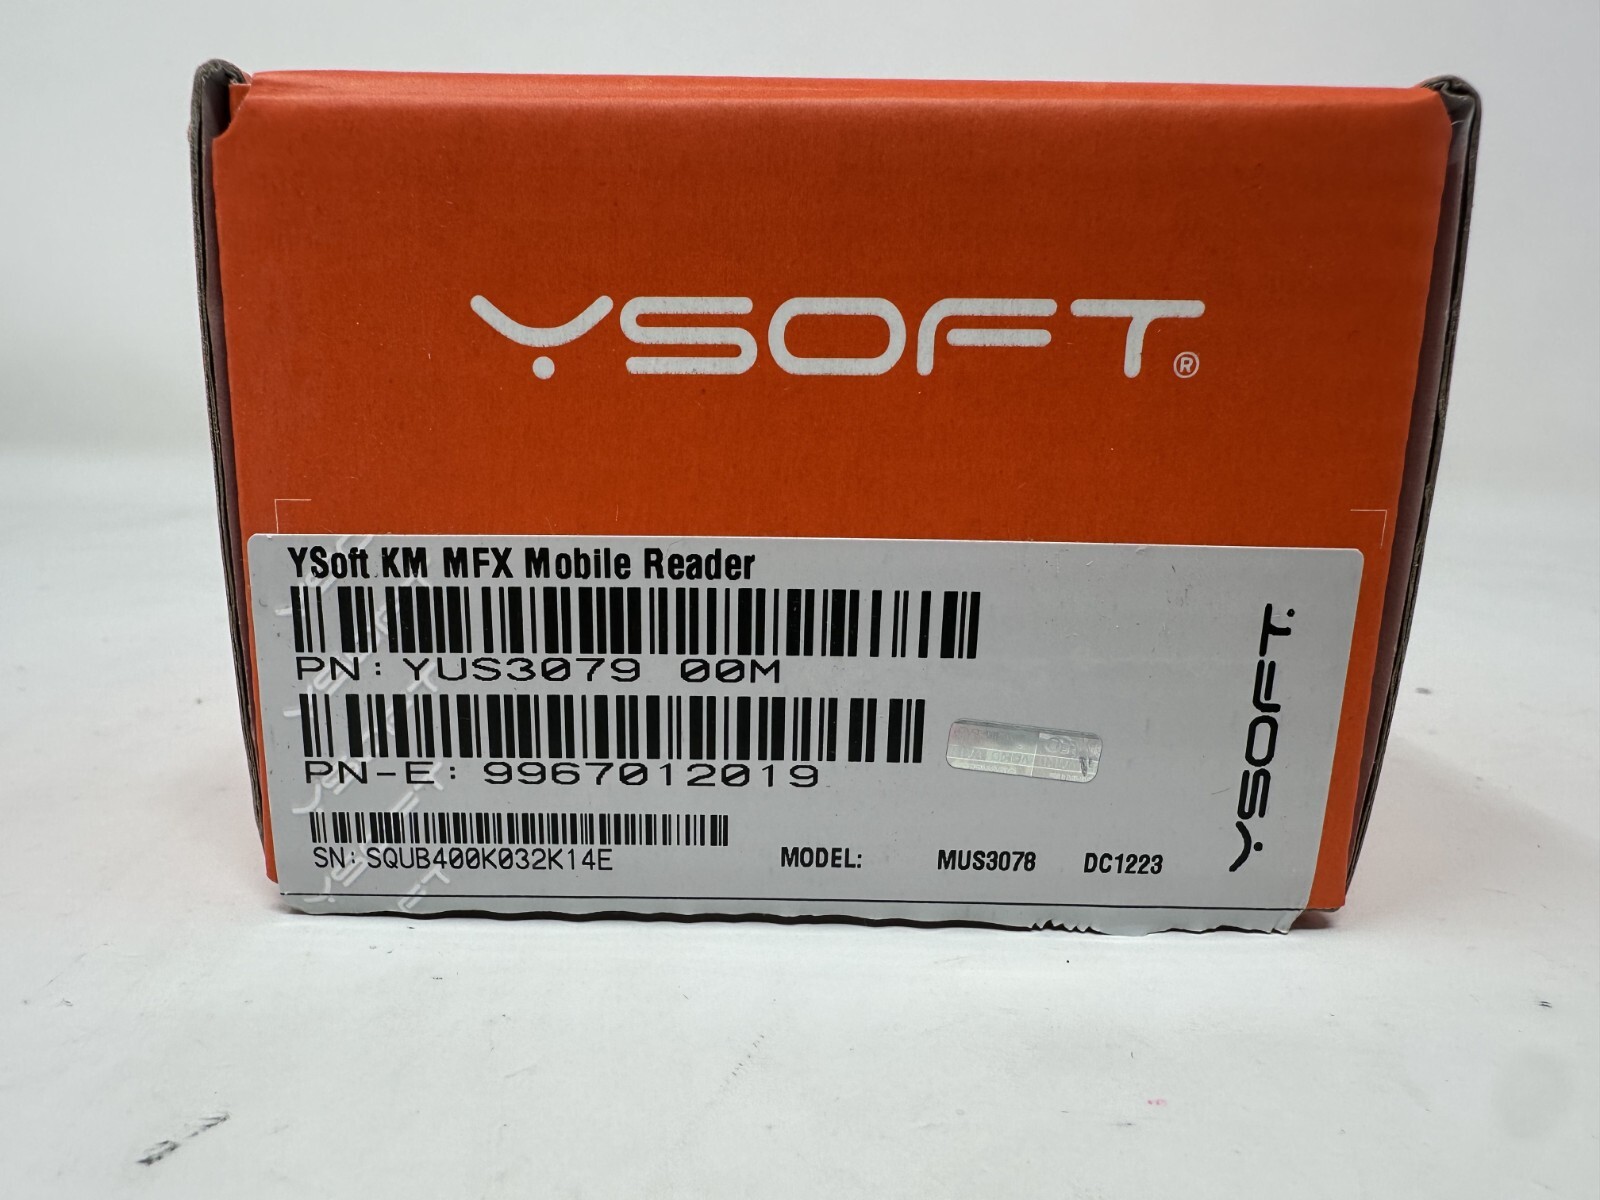 YSOFT®
YSoft KM MFX Mobile Reader
PN: YUS3079 00M
PN-E: 9967012019
SN: SQUB400K032K14E
MODEL: MUS3078 DC1223
YSOFT.